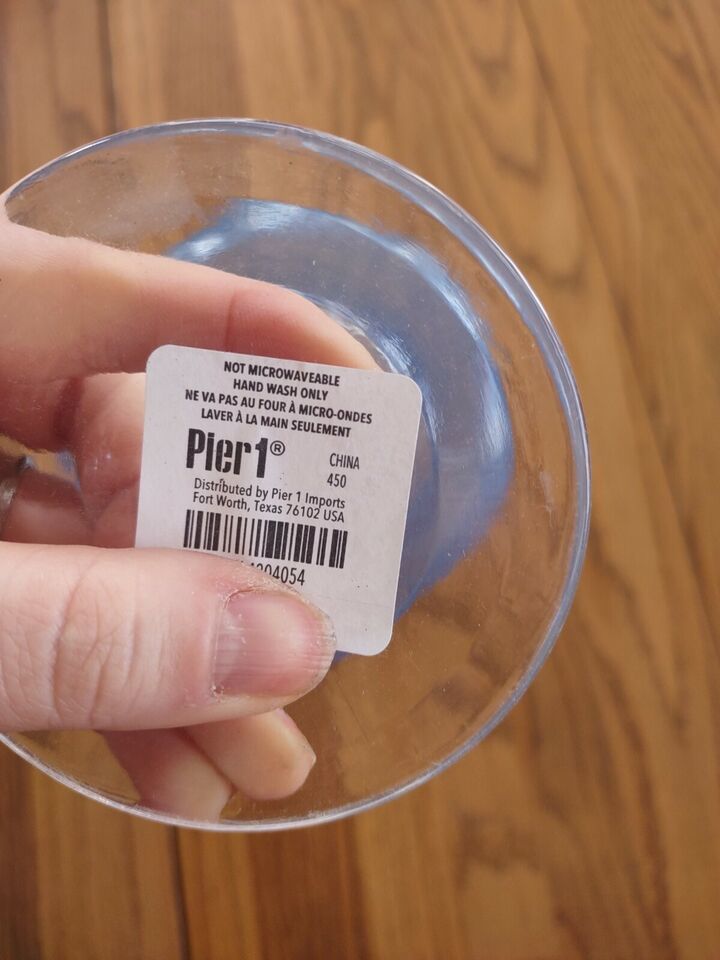 NOT MICROWAVEABLE
HAND WASH ONLY
NE VA PAS AU FOUR À MICRO-ONDES
LAVER À LA MAIN SEULEMENT
Pier1®
CHINA
450
Distributed by Pier 1 Imports
Fort Worth, Texas 76102 USA
4204054